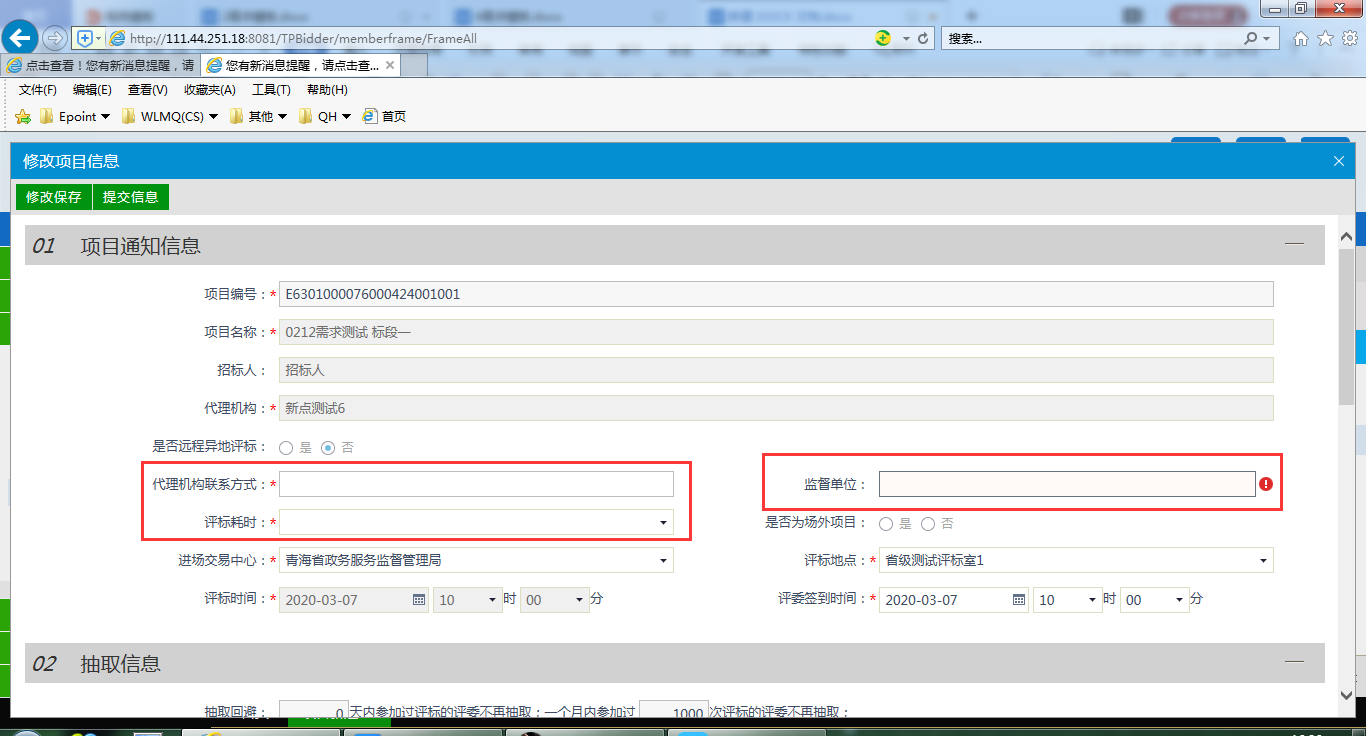 http://111.44.251.18:8081/TPBidder/memberframe/FrameAll
搜索...
点击查看！您有新消息提醒，请
您有新消息提醒，请点击查...
文件(F) 编辑(E) 查看(V) 收藏夹(A) 工具(T) 帮助(H)
Epoint WLMQ(CS) 其他 QH 首页
修改项目信息
修改保存 提交信息
01 项目通知信息
项目编号：* E6301000076000424001001
项目名称：* 0212需求测试 标段一
招标人： 招标人
代理机构：* 新点测试6
是否远程异地评标： 是 否
代理机构联系方式：* 监督单位：
评标耗时：* 是否为场外项目： 是 否
进场交易中心：* 青海省政务服务监督管理局 评标地点：* 省级测试评标室1
评标时间：* 2020-03-07 10 时 00 分 评委签到时间：* 2020-03-07 10 时 00 分
02 抽取信息
抽取回避： 0 天内参加过评标的评委不再抽取；一个月内参加过 1000 次评标的评委不再抽取；